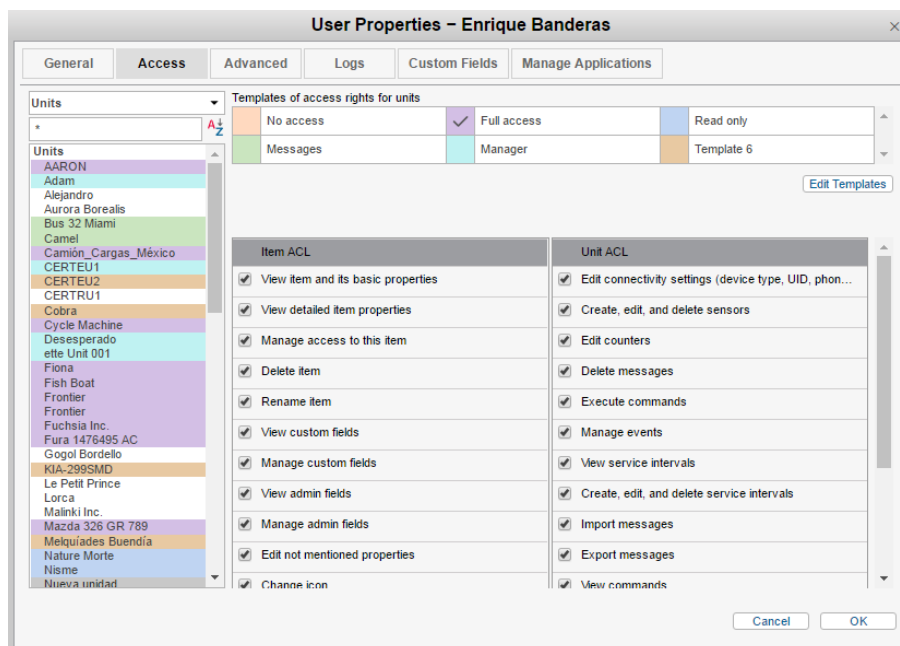 User Properties – Enrique Banderas ×
General Access Advanced Logs Custom Fields Manage Applications
Units
*
A Z
Units
AARON
Adam
Alejandro
Aurora Borealis
Bus 32 Miami
Camel
Camión_Cargas_México
CERTEU1
CERTEU2
CERTRU1
Cobra
Cycle Machine
Desesperado
ette Unit 001
Fiona
Fish Boat
Frontier
Frontier
Fuchsia Inc.
Fura 1476495 AC
Gogol Bordello
KIA-299SMD
Le Petit Prince
Lorca
Malinki Inc.
Mazda 326 GR 789
Melquíades Buendía
Nature Morte
Nisme
Nueva unidad
Templates of access rights for units
No access Full access Read only
Messages Manager Template 6
Edit Templates
Item ACL Unit ACL
View item and its basic properties Edit connectivity settings (device type, UID, phon...
View detailed item properties Create, edit, and delete sensors
Manage access to this item Edit counters
Delete item Delete messages
Rename item Execute commands
View custom fields Manage events
Manage custom fields View service intervals
View admin fields Create, edit, and delete service intervals
Manage admin fields Import messages
Edit not mentioned properties Export messages
Change icon View commands
Cancel OK